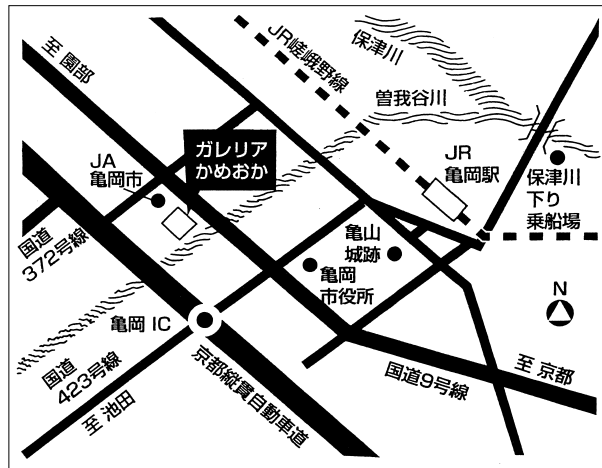 至 園部
JR嵯峨野線
保津川
曽我谷川
ガレリア
かめおか
JA
亀岡市
JR
亀岡駅
保津川
下り
乗船場
国道
372号線
亀山
城跡
亀岡
市役所
N
亀岡 IC
国道
423号線
至 池田
京都縦貫自動車道
国道9号線
至 京都